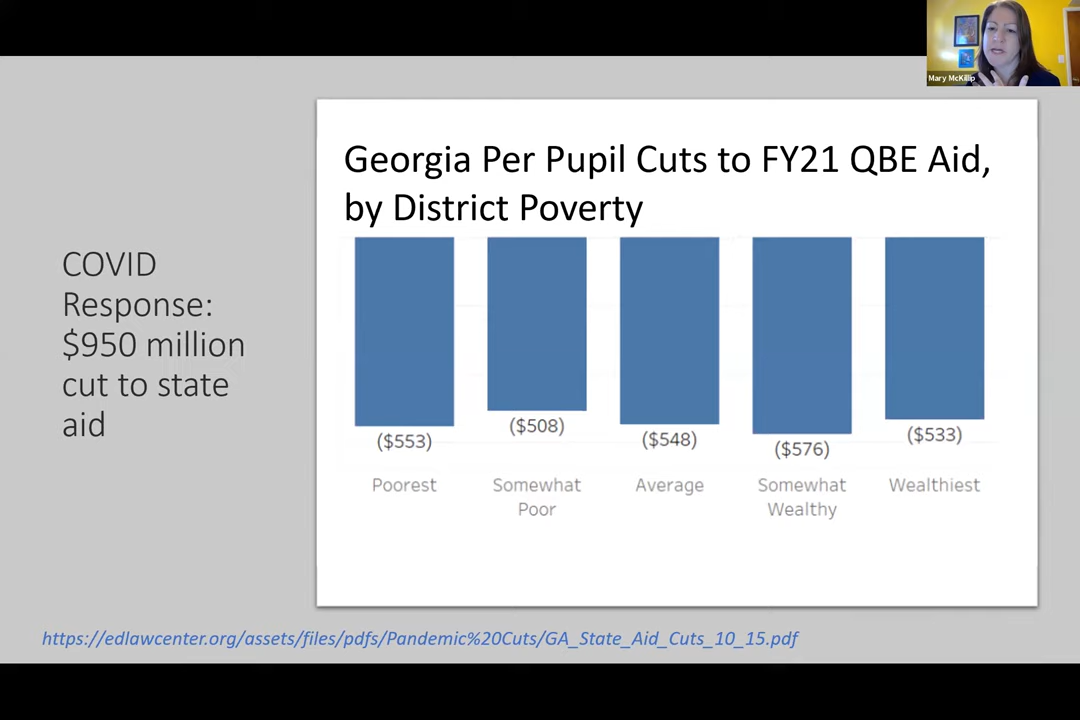 Mary McKillip
Georgia Per Pupil Cuts to FY21 QBE Aid,
by District Poverty
COVID
Response:
$950 million
cut to state
aid
($553)
($508)
($548)
($576)
($533)
Poorest
Somewhat
Poor
Average
Somewhat
Wealthy
Wealthiest
https://edlawcenter.org/assets/files/pdfs/Pandemic%20Cuts/GA_State_Aid_Cuts_10_15.pdf